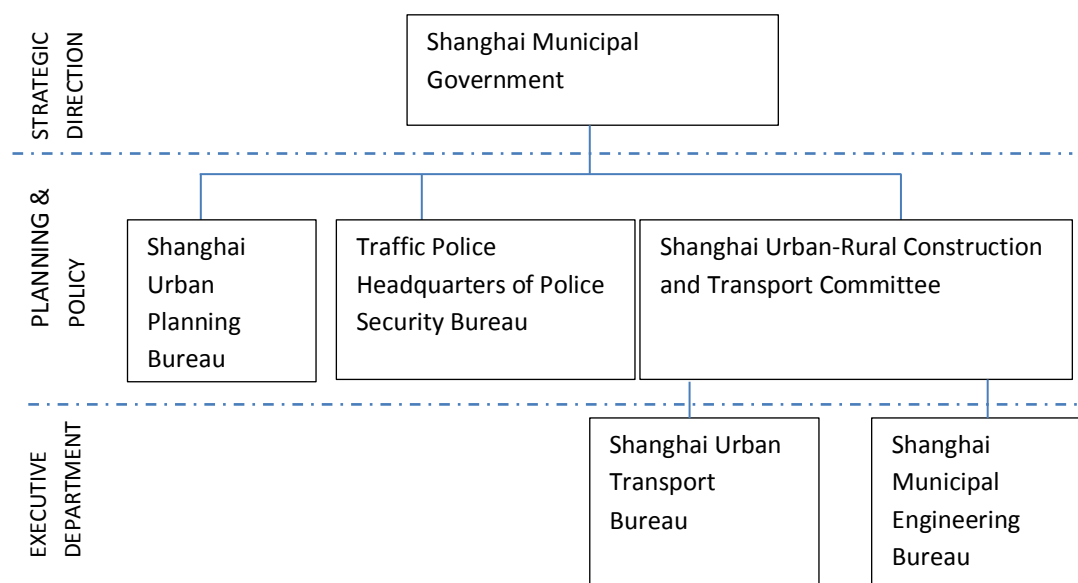 STRATEGIC
DIRECTION
Shanghai Municipal
Government
PLANNING &
POLICY
Shanghai
Urban
Planning
Bureau
Traffic Police
Headquarters of Police
Security Bureau
Shanghai Urban-Rural Construction
and Transport Committee
EXECUTIVE
DEPARTMENT
Shanghai Urban
Transport
Bureau
Shanghai
Municipal
Engineering
Bureau